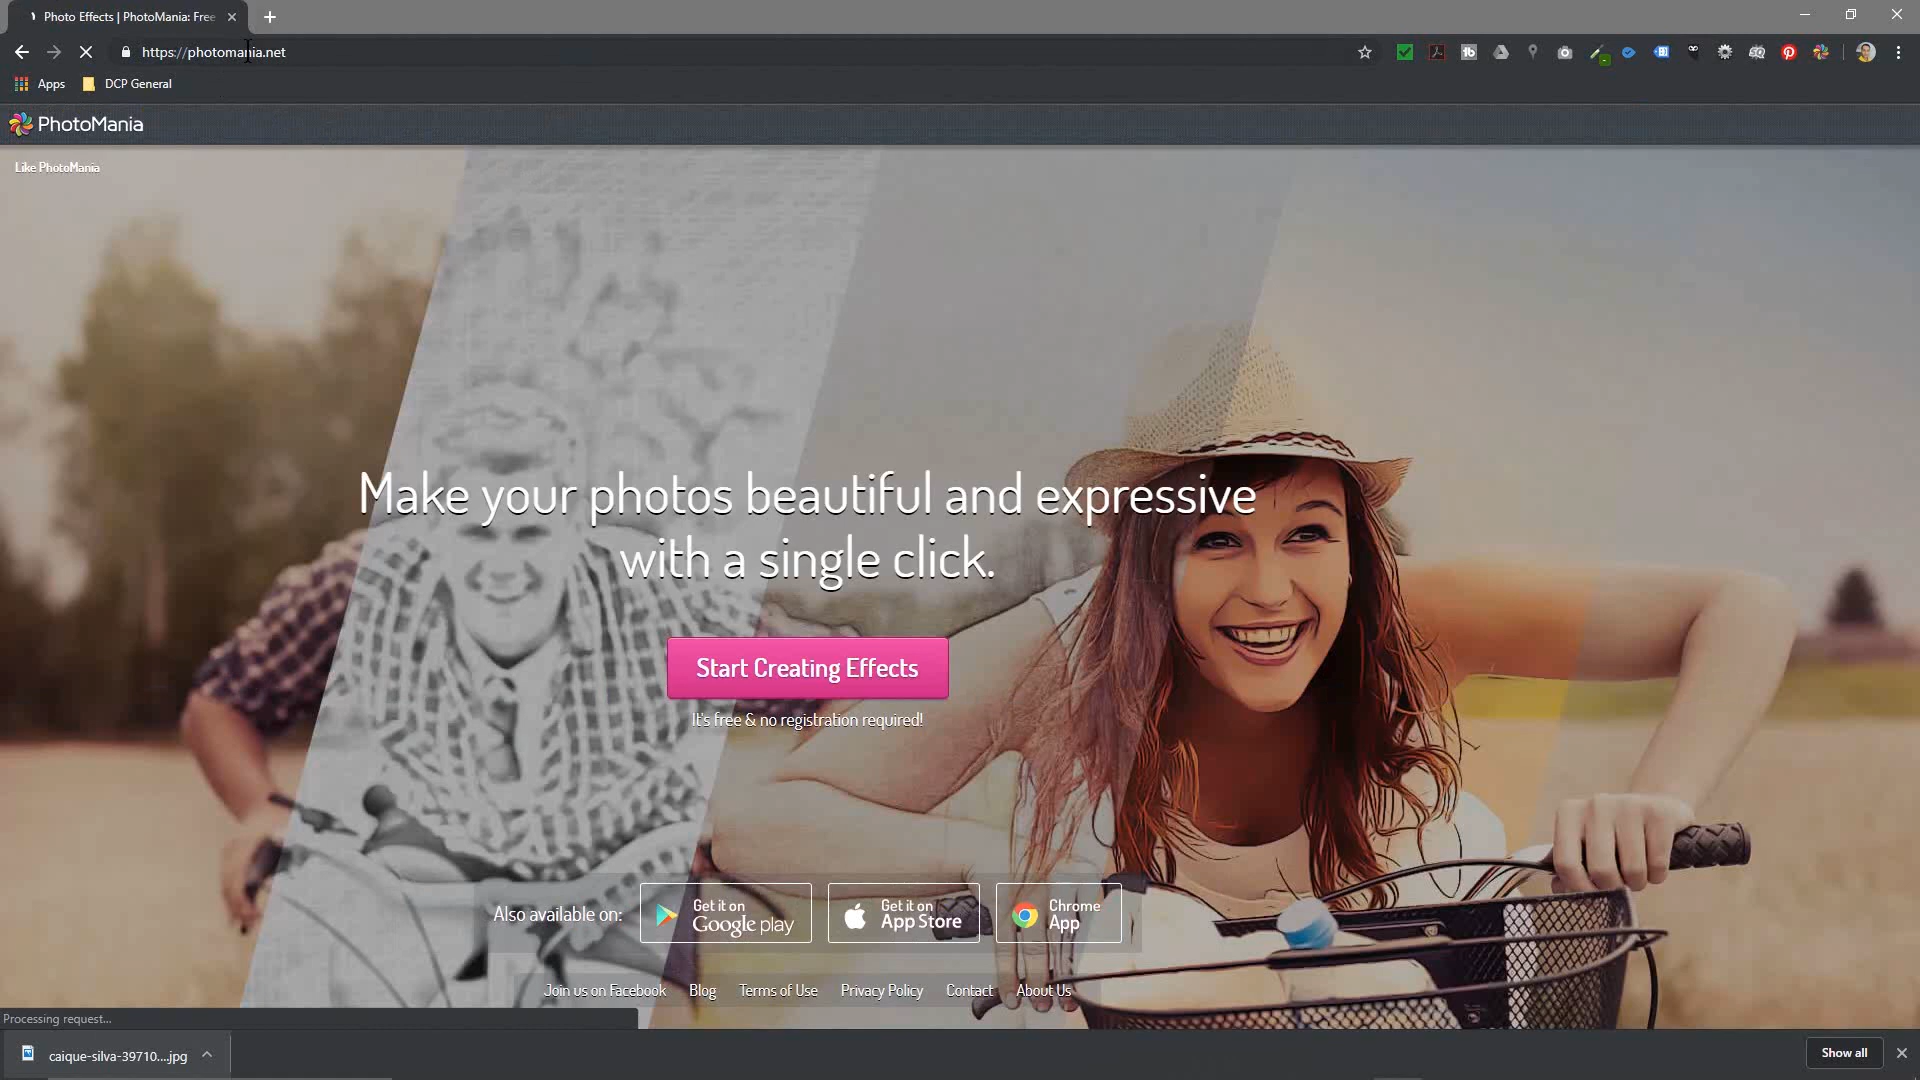 Photo Effects | PhotoMania: Free
https://photomania.net
Apps
DCP General
PhotoMania
Like PhotoMania
Make your photos beautiful and expressive
with a single click.
Start Creating Effects
It's free & no registration required!
Also available on:
Get it on
Google play
Get it on
App Store
Chrome
App
Join us on Facebook Blog Terms of Use Privacy Policy Contact About Us
Processing request...
caique-silva-39710....jpg
Show all